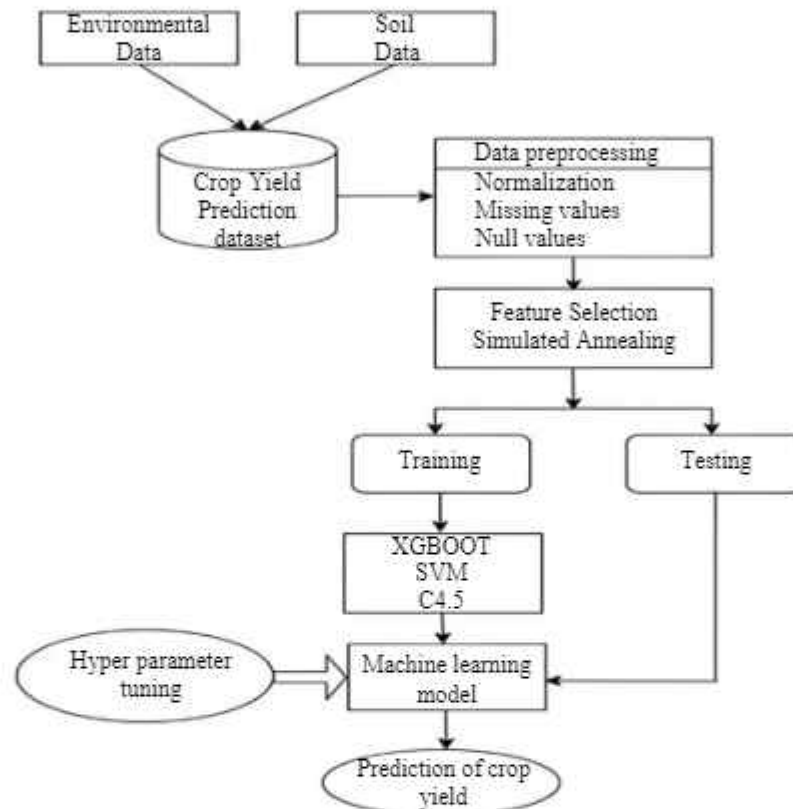 Environmental
Data
Soil
Data
Crop Yield
Prediction
dataset
Data preprocessing
Normalization
Missing values
Null values
Feature Selection
Simulated Annealing
Training
Testing
XGBOOT
SVM
C4.5
Hyper parameter
tuning
Machine learning
model
Prediction of crop
yield